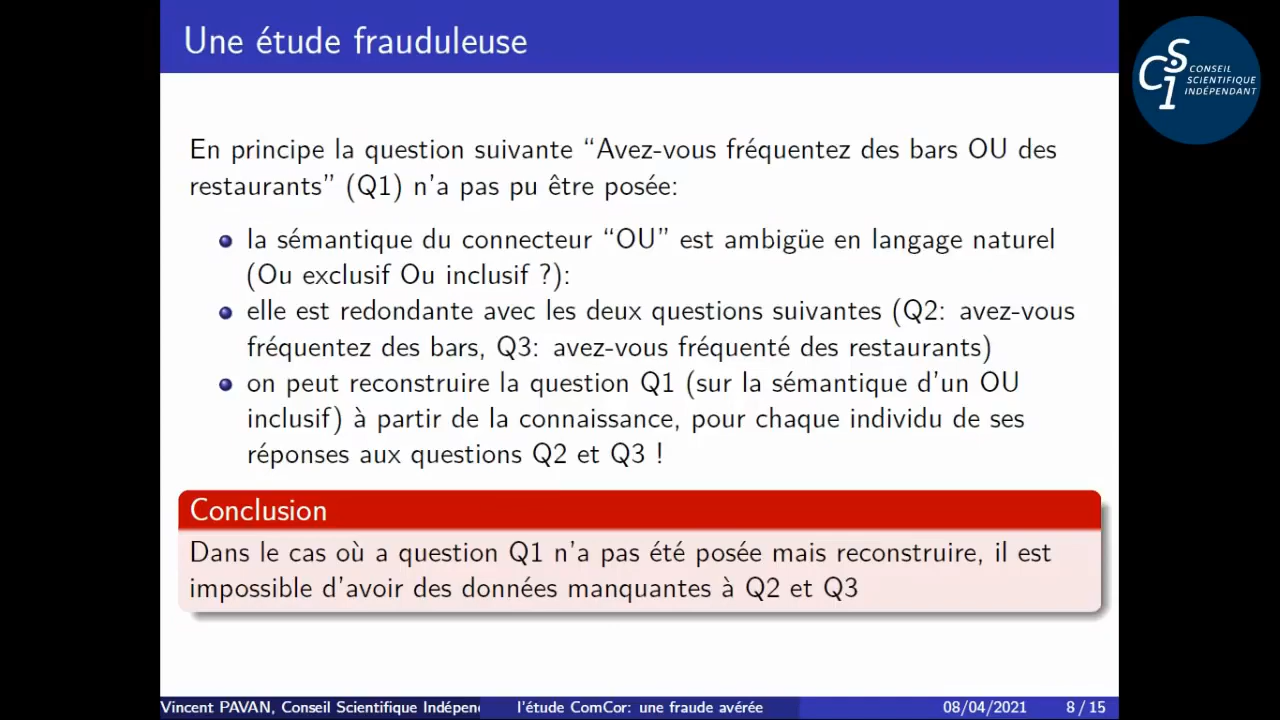 Une étude frauduleuse
CSI CONSEIL
SCIENTIFIQUE
INDÉPENDANT
En principe la question suivante “Avez-vous fréquentez des bars OU des
restaurants” (Q1) n’a pas pu être posée:
la sémantique du connecteur “OU” est ambigüe en langage naturel
(Ou exclusif Ou inclusif ?):
elle est redondante avec les deux questions suivantes (Q2: avez-vous
fréquentez des bars, Q3: avez-vous fréquenté des restaurants)
on peut reconstruire la question Q1 (sur la sémantique d’un OU
inclusif) à partir de la connaissance, pour chaque individu de ses
réponses aux questions Q2 et Q3 !
Conclusion
Dans le cas où a question Q1 n’a pas été posée mais reconstruire, il est
impossible d’avoir des données manquantes à Q2 et Q3
Vincent PAVAN, Conseil Scientifique Indépen l’étude ComCor: une fraude avérée 08/04/2021 8 / 15